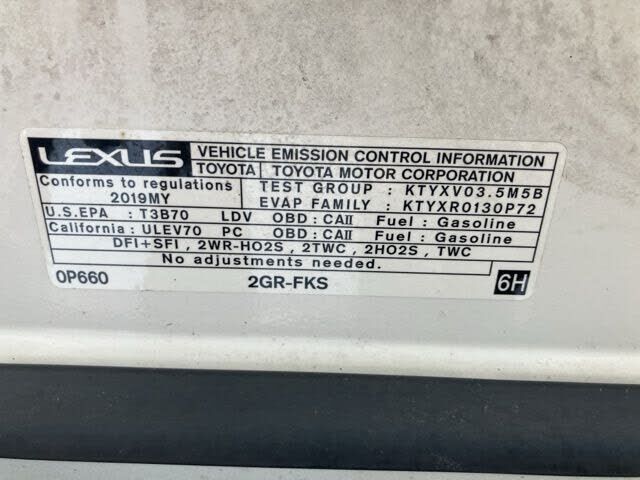 LEXUS VEHICLE EMISSION CONTROL INFORMATION
TOYOTA TOYOTA MOTOR CORPORATION
Conforms to regulations TEST GROUP : KTYXV03.5M5B
2019MY EVAP FAMILY : KTYXR0130P72
U.S.EPA : T3B70 LDV OBD : CAII Fuel : Gasoline
California : ULEV70 PC OBD : CAII Fuel : Gasoline
DFI+SFI , 2WR-HO2S , 2TWC , 2HO2S , TWC
No adjustments needed.
0P660 2GR-FKS 6H